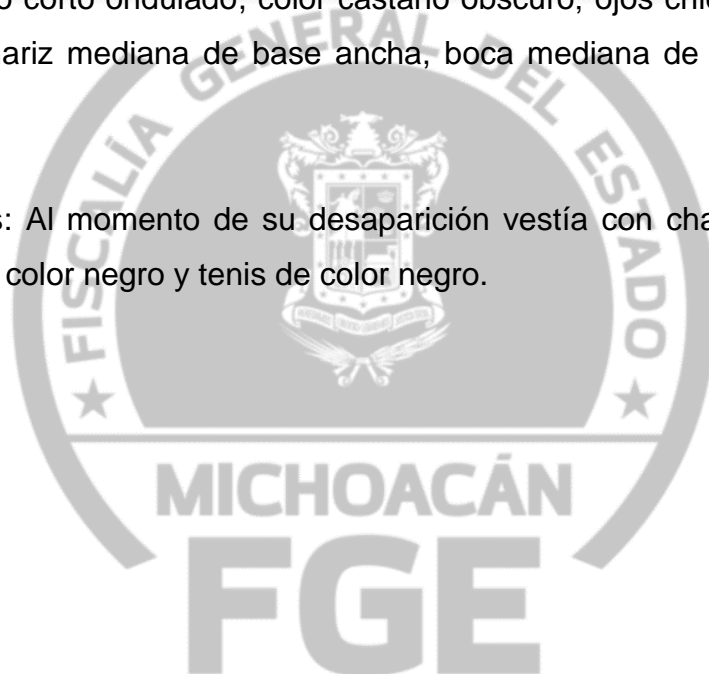 corto ondulado, color castaño obscuro, ojos
mediana de base ancha, boca mediana de
Al momento de su desaparición vestía con
color negro y tenis de color negro.
FISCALÍA GENERAL DEL ESTADO
MICHOACÁN
FGE